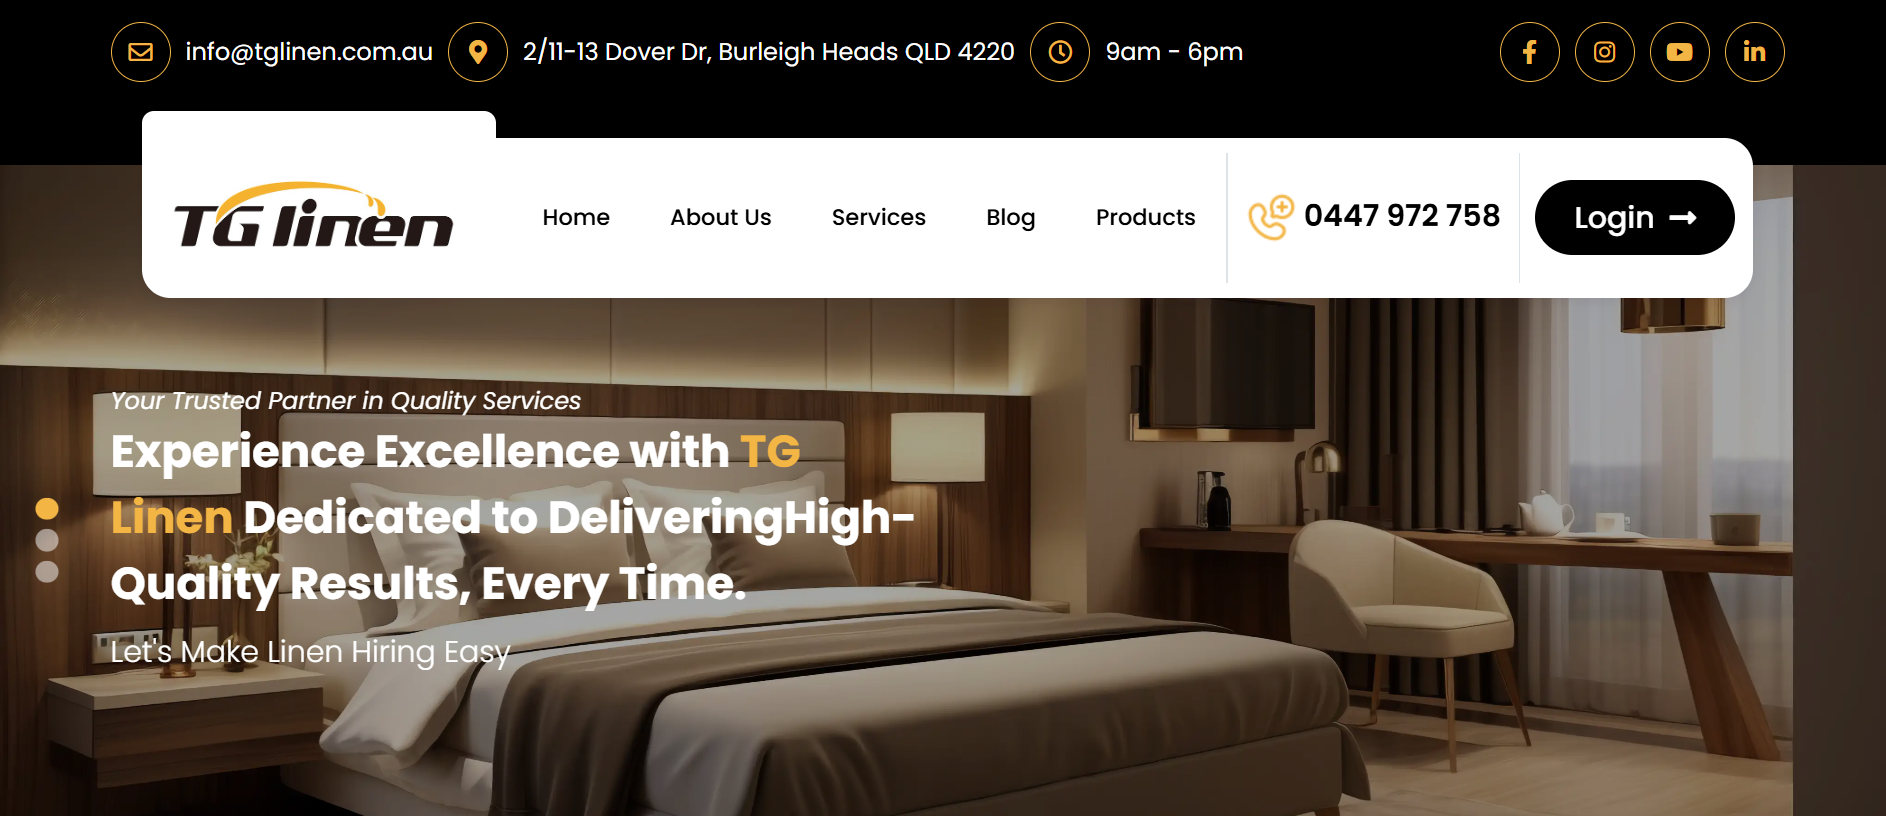 info@tglinen.com.au
2/11-13 Dover Dr, Burleigh Heads QLD 4220
9am - 6pm
TG linen
Home
About Us
Services
Blog
Products
0447 972 758
Login
Your Trusted Partner in Quality Services
Experience Excellence with TG
Linen Dedicated to DeliveringHigh-
Quality Results, Every Time.
Let's Make Linen Hiring Easy